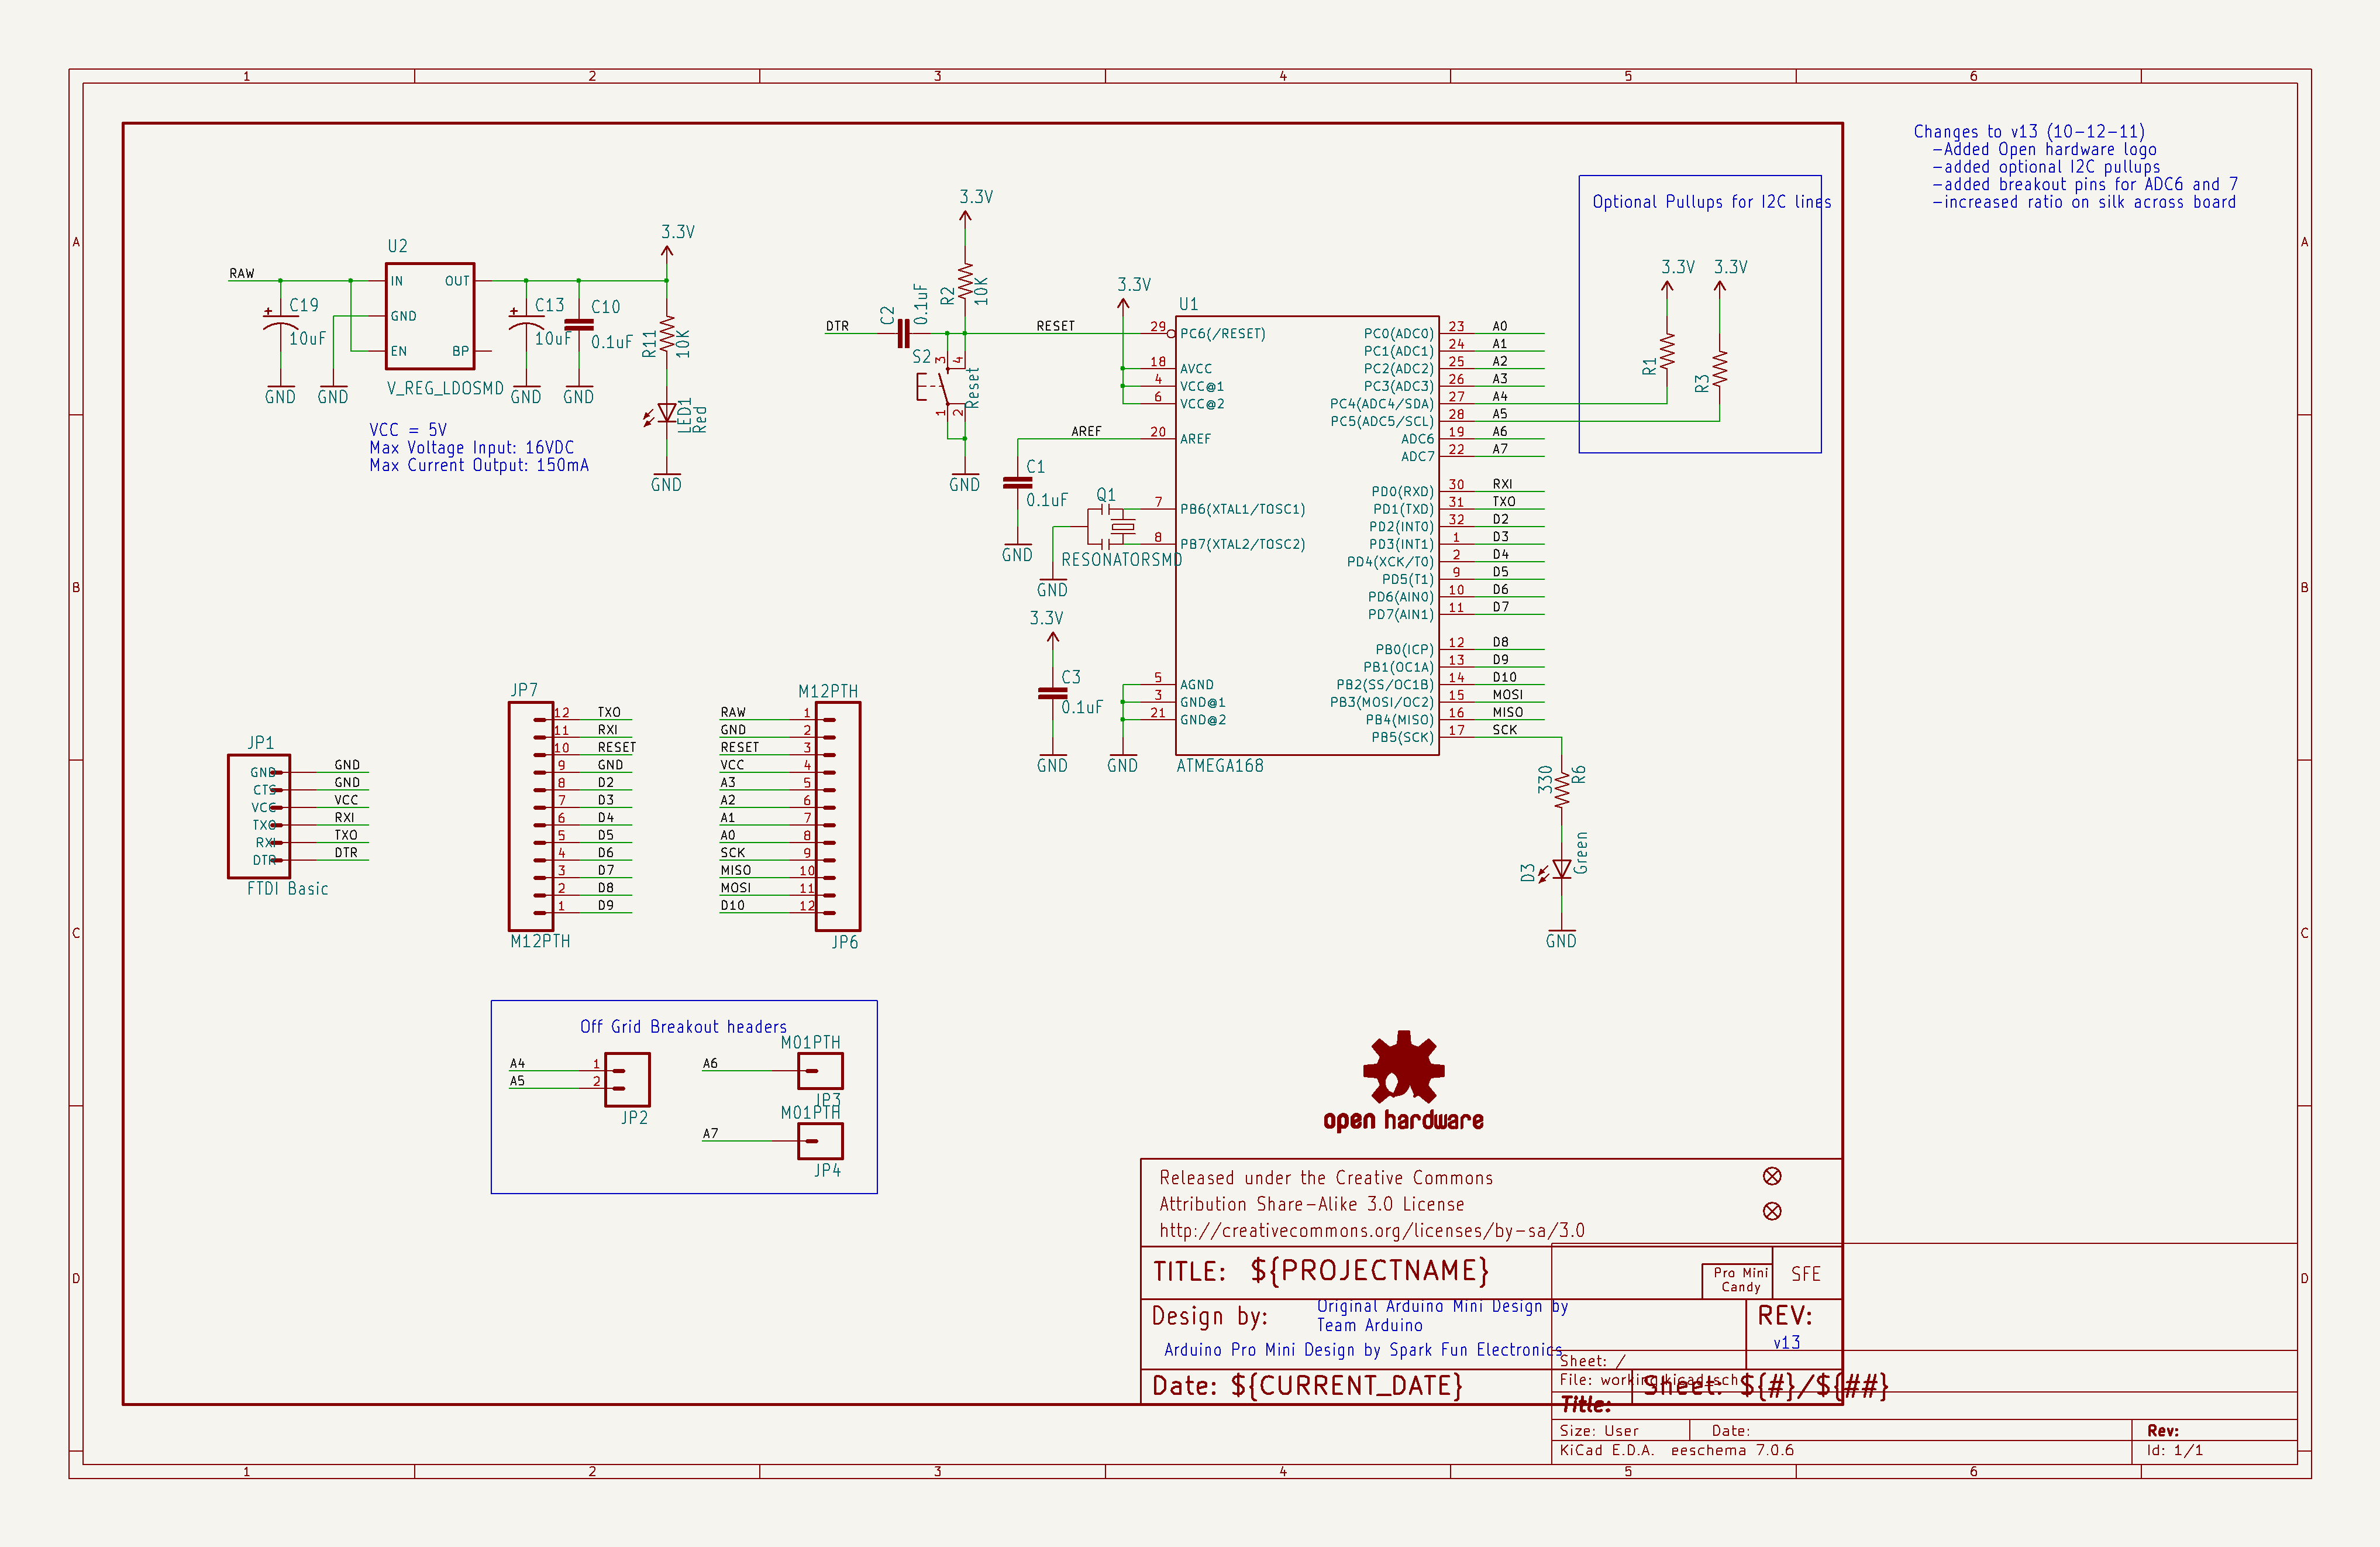 1 2 3 4 5 6
A
B
C
D
A
B
C
D
Changes to v13 (10-12-11)
-Added Open hardware logo
-added optional I2C pullups
-added breakout pins for ADC6 and 7
-increased ratio on silk across board
RAW
U2
IN
GND
EN
OUT
BP
V_REG_LDOSMD
C19
10uF
GND
GND
C13
10uF
GND
C10
0.1uF
GND
3.3V
R11
10K
LED1
Red
GND
VCC = 5V
Max Voltage Input: 16VDC
Max Current Output: 150mA
3.3V
R2
10K
DTR
C2
0.1uF
RESET
S2
3
4
1
2
Reset
GND
3.3V
AREF
C1
0.1uF
GND
Q1
RESONATORSMD
GND
3.3V
C3
0.1uF
GND
GND
U1
29 PC6(/RESET)
18 AVCC
4 VCC@1
6 VCC@2
20 AREF
7 PB6(XTAL1/TOSC1)
8 PB7(XTAL2/TOSC2)
5 AGND
3 GND@1
21 GND@2
PC0(ADC0) 23 A0
PC1(ADC1) 24 A1
PC2(ADC2) 25 A2
PC3(ADC3) 26 A3
PC4(ADC4/SDA) 27 A4
PC5(ADC5/SCL) 28 A5
ADC6 19 A6
ADC7 22 A7
PD0(RXD) 30 RXI
PD1(TXD) 31 TXO
PD2(INT0) 32 D2
PD3(INT1) 1 D3
PD4(XCK/T0) 2 D4
PD5(T1) 9 D5
PD6(AIN0) 10 D6
PD7(AIN1) 11 D7
PB0(ICP) 12 D8
PB1(OC1A) 13 D9
PB2(SS/OC1B) 14 D10
PB3(MOSI/OC2) 15 MOSI
PB4(MISO) 16 MISO
PB5(SCK) 17 SCK
ATMEGA168
Optional Pullups for I2C lines
3.3V 3.3V
R1
R3
330
R6
D3
Green
GND
JP1
GND GND
CTS GND
VCC VCC
TXO RXI
RXI TXO
DTR DTR
FTDI Basic
JP7
12 TXO
11 RXI
10 RESET
9 GND
8 D2
7 D3
6 D4
5 D5
4 D6
3 D7
2 D8
1 D9
M12PTH
M12PTH
RAW 1
GND 2
RESET 3
VCC 4
A3 5
A2 6
A1 7
A0 8
SCK 9
MISO 10
MOSI 11
D10 12
JP6
Off Grid Breakout headers
A4 1
A5 2
JP2
M01PTH
A6
JP3
M01PTH
A7
JP4
open hardware
Released under the Creative Commons
Attribution Share-Alike 3.0 License
http://creativecommons.org/licenses/by-sa/3.0
TITLE: ${PROJECTNAME}
Pro Mini
Candy
SFE
Design by:
Original Arduino Mini Design by
Team Arduino
Arduino Pro Mini Design by Spark Fun Electronics
REV:
v13
Date: ${CURRENT_DATE}
Sheet: ${#}/${##}
Sheet: /
File: working.kicad_sch
Title:
Size: User
Date:
Rev:
KiCad E.D.A. eeschema 7.0.6
Id: 1/1
1 2 3 4 5 6